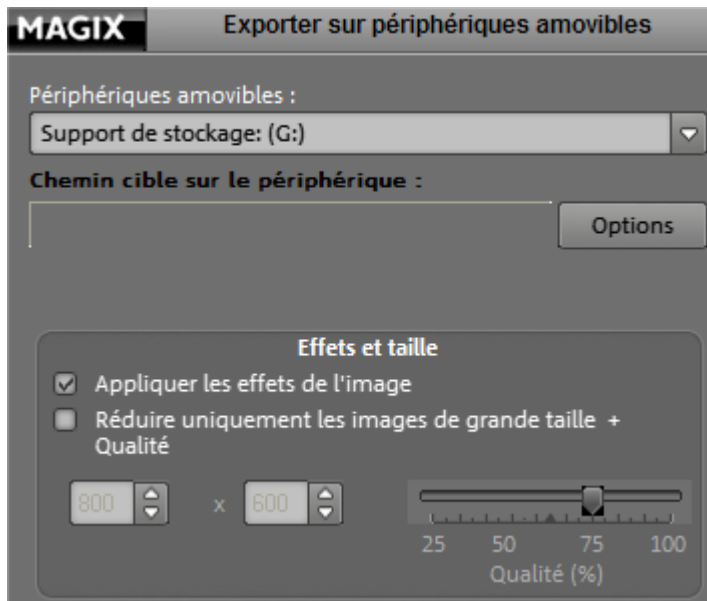 MAGIX Exporter sur périphériques amovibles
Périphériques amovibles :
Support de stockage: (G:)
Chemin cible sur le périphérique :
Options
Effets et taille
Appliquer les effets de l'image
Réduire uniquement les images de grande taille +
Qualité
800 x 600
25 50 75 100
Qualité (%)